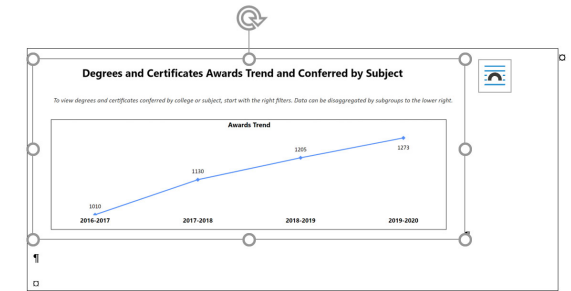 Degrees and Certificates Awards Trend and Conferred by Subject
To view degrees and certificates conferred by college or subject, start with the right filters. Data can be disaggregated by subgroups to the lower right.
Awards Trend
1010
1130
1205
1273
2016-2017 2017-2018 2018-2019 2019-2020